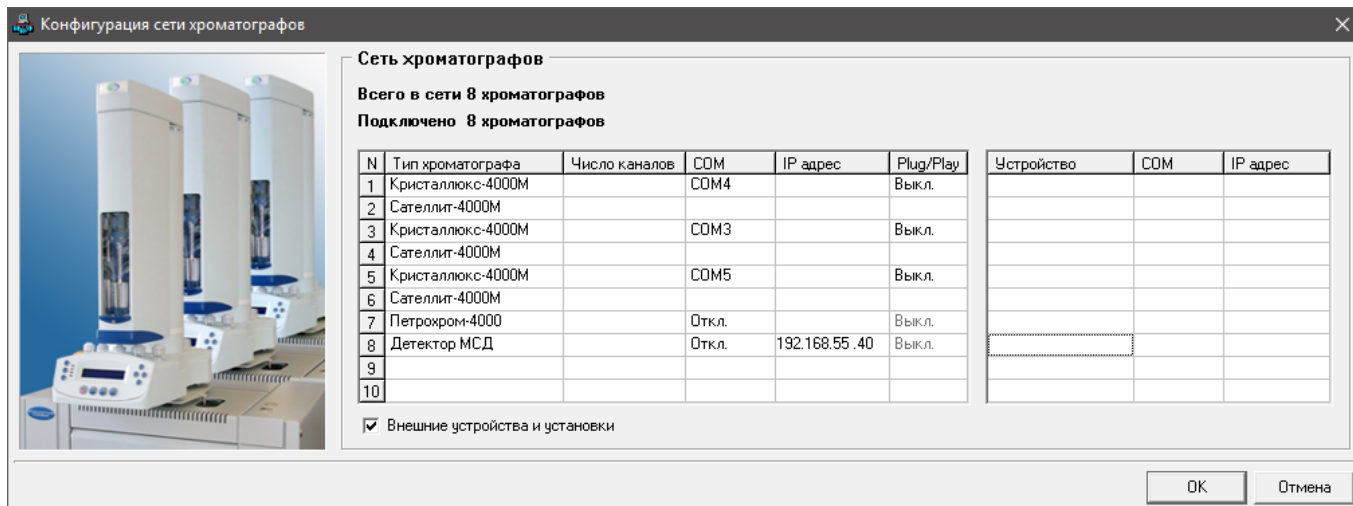 Конфигурация сети хроматографов
Сеть хроматографов
Всего в сети 8 хроматографов
Подключено 8 хроматографов
N Тип хроматографа Число каналов COM IP адрес Plug/Play Устройство COM IP адрес
1 Кристаллюкс-4000М COM4 Выкл.
2 Сателлит-4000М
3 Кристаллюкс-4000М COM3 Выкл.
4 Сателлит-4000М
5 Кристаллюкс-4000М COM5 Выкл.
6 Сателлит-4000М
7 Петрохром-4000 Откл. Выкл.
8 Детектор МСД Откл. 192.168.55 .40 Выкл.
9
10
Внешние устройства и установки
OK Отмена